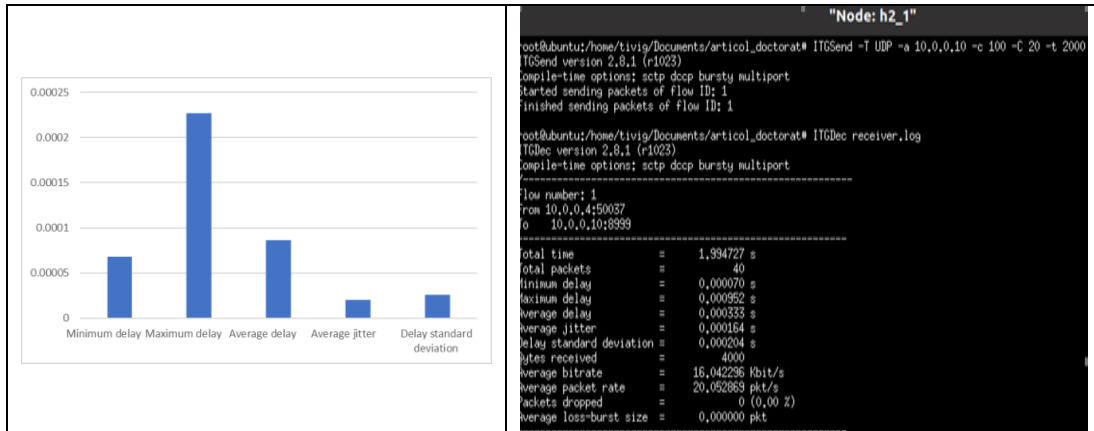 0.00025
0.0002
0.00015
0.0001
0.00005
0
Minimum delay Maximum delay Average delay Average jitter Delay standard
deviation
"Node: h2_1"
root@ubuntu:/home/tivig/Documents/articol_doctorat# ITGSend -T UDP -a 10.0.0.10 -c 100 -C 20 -t 2000
ITGSend version 2.8.1 (r1023)
Compile-time options: sctp dccp bursty multiport
Started sending packets of flow ID: 1
Finished sending packets of flow ID: 1
root@ubuntu:/home/tivig/Documents/articol_doctorat# ITGDec receiver.log
ITGDec version 2.8.1 (r1023)
Compile-time options: sctp dccp bursty multiport
/----------------------------------------------------------
Flow number: 1
From 10.0.0.4:50037
To 10.0.0.10:8999
----------------------------------------------------------
Total time = 1.994727 s
Total packets = 40
Minimum delay = 0.000070 s
Maximum delay = 0.000952 s
Average delay = 0.000333 s
Average jitter = 0.000164 s
Delay standard deviation = 0.000204 s
Bytes received = 4000
Average bitrate = 16.042296 Kbit/s
Average packet rate = 20.052869 pkt/s
Packets dropped = 0 (0.00 %)
Average loss-burst size = 0.000000 pkt
----------------------------------------------------------